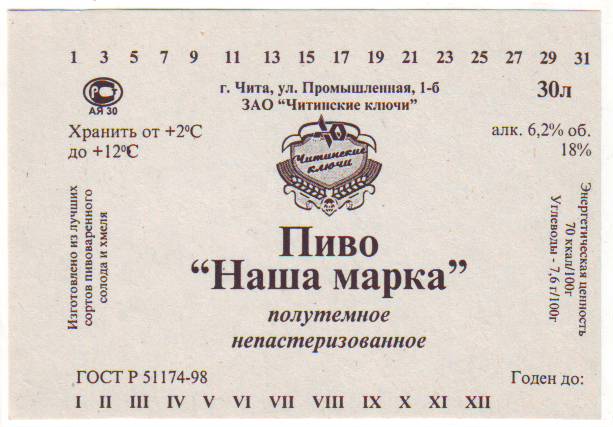 1 3 5 7 9 11 13 15 17 19 21 23 25 27 29 31
РСТ
АЯ 30
г. Чита, ул. Промышленная, 1-б
ЗАО “Читинские ключи”
30л
Хранить от +2°С
до +12°С
алк. 6,2% об.
18%
Читинские
ключи
Изготовлено из лучших
сортов пивоваренного
солода и хмеля
Энергетическая ценность
70 ккал/100г
Углеводы - 7,6 г/100г
Пиво
“Наша марка”
полутемное
непастеризованное
ГОСТ Р 51174-98
Годен до:
I II III IV V VI VII VIII IX X XI XII